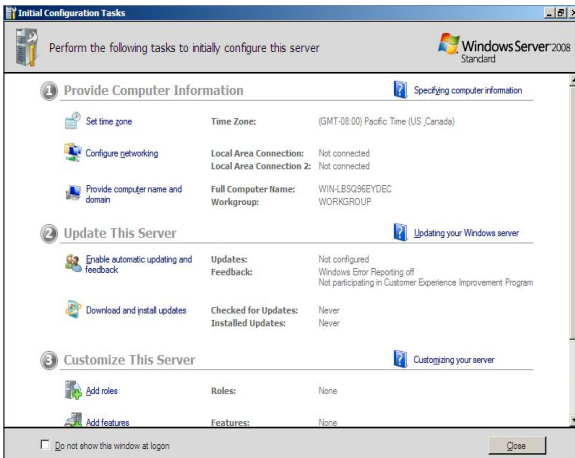 Initial Configuration Tasks
Perform the following tasks to initially configure this server
Windows Server 2008
Standard
1 Provide Computer Information
Specifying computer information
Set time zone
Time Zone: (GMT-08:00) Pacific Time (US_Canada)
Configure networking
Local Area Connection: Not connected
Local Area Connection 2: Not connected
Provide computer name and domain
Full Computer Name: WIN-LBSQ96EYDEC
Workgroup: WORKGROUP
2 Update This Server
Updating your Windows server
Enable automatic updating and feedback
Updates: Not configured
Feedback: Windows Error Reporting off
Not participating in Customer Experience Improvement Program
Download and install updates
Checked for Updates: Never
Installed Updates: Never
3 Customize This Server
Customizing your server
Add roles
Roles: None
Add features
Features: None
Do not show this window at logon
Close